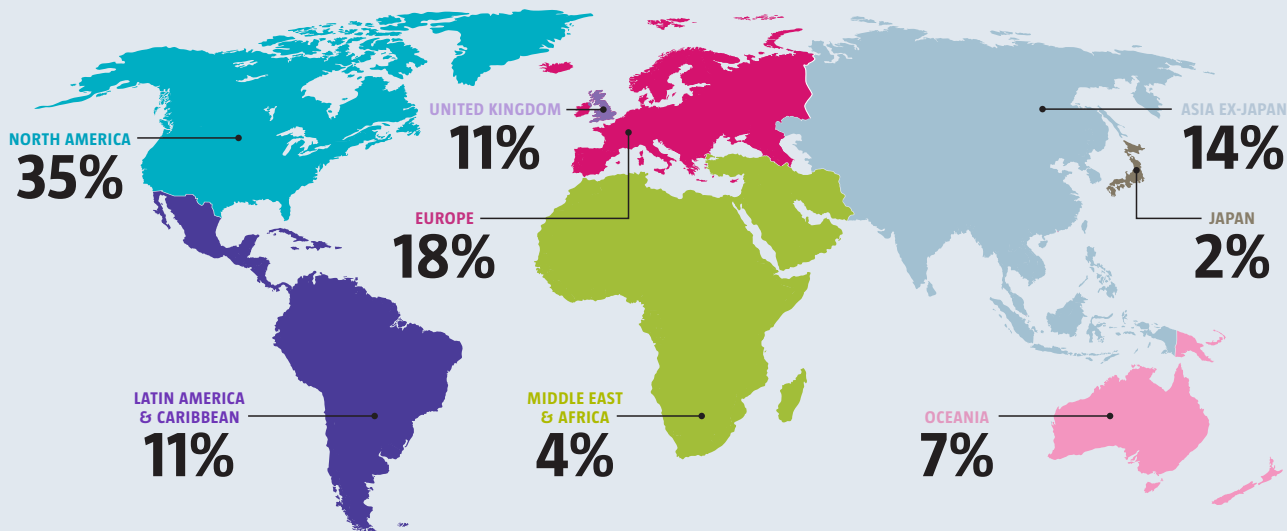 NORTH AMERICA
35%
UNITED KINGDOM
11%
EUROPE
18%
ASIA EX-JAPAN
14%
JAPAN
2%
LATIN AMERICA
& CARIBBEAN
11%
MIDDLE EAST
& AFRICA
4%
OCEANIA
7%